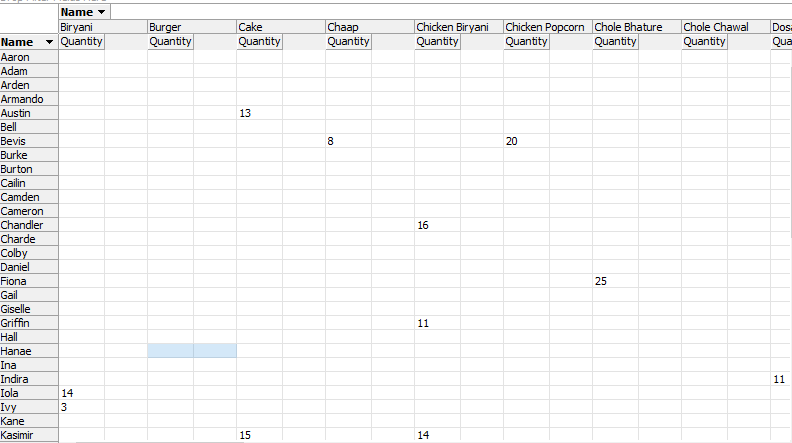 Name
Biryani Burger Cake Chaap Chicken Biryani Chicken Popcorn Chole Bhature Chole Chawal Dosa
Name Quantity Quantity Quantity Quantity Quantity Quantity Quantity Quantity Qua
Aaron
Adam
Arden
Armando
Austin 13
Bell
Bevis 8 20
Burke
Burton
Cailin
Camden
Cameron
Chandler 16
Charde
Colby
Daniel
Fiona 25
Gail
Giselle
Griffin 11
Hall
Hanae
Ina
Indira 11
Iola 14
Ivy 3
Kane
Kasimir 15 14